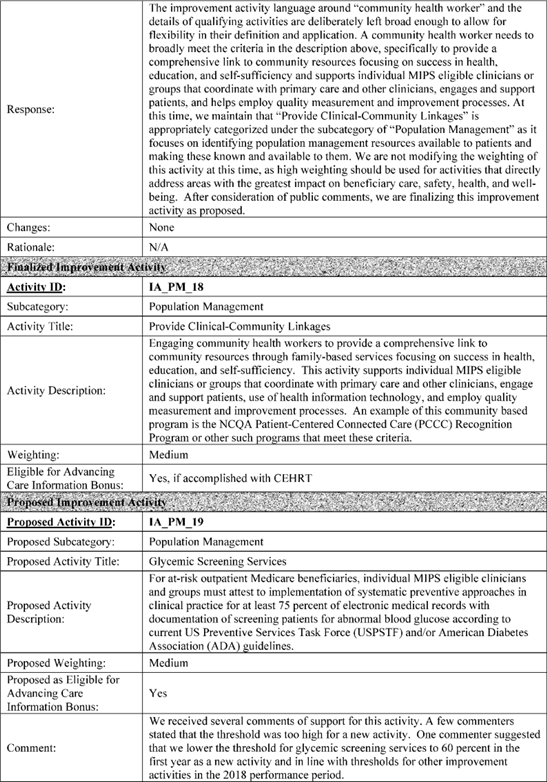 The improvement activity language around “community health worker” and the
details of qualifying activities are deliberately left broad enough to allow for
flexibility in their definition and application. A community health worker needs to
broadly meet the criteria in the description above, specifically to provide a
comprehensive link to community resources focusing on success in health,
education, and self-sufficiency and supports individual MIPS eligible clinicians or
groups that coordinate with primary care and other clinicians, engages and support
Response:
patients, and helps employ quality measurement and improvement processes. At
this time, we maintain that “Provide Clinical-Community Linkages” is
appropriately categorized under the subcategory of “Population Management” as it
focuses on identifying population management resources available to patients and
making these known and available to them. We are not modifying the weighting of
this activity at this time, as high weighting should be used for activities that directly
address areas with the greatest impact on beneficiary care, safety, health, and well-
being. After consideration of public comments, we are finalizing this improvement
activity as proposed.
Changes: None
Rationale: N/A
Finalized Improvement Activity
Activity ID: IA_PM_18
Subcategory: Population Management
Activity Title: Provide Clinical-Community Linkages
Activity Description:
Engaging community health workers to provide a comprehensive link to
community resources through family-based services focusing on success in health,
education, and self-sufficiency. This activity supports individual MIPS eligible
clinicians or groups that coordinate with primary care and other clinicians, engage
and support patients, use of health information technology, and employ quality
measurement and improvement processes. An example of this community based
program is the NCQA Patient-Centered Connected Care (PCCC) Recognition
Program or other such programs that meet these criteria.
Weighting: Medium
Eligible for Advancing
Care Information Bonus: Yes, if accomplished with CEHRT
Proposed Improvement Activity
Proposed Activity ID: IA_PM_19
Proposed Subcategory: Population Management
Proposed Activity Title: Glycemic Screening Services
Proposed Activity
Description:
For at-risk outpatient Medicare beneficiaries, individual MIPS eligible clinicians
and groups must attest to implementation of systematic preventive approaches in
clinical practice for at least 75 percent of electronic medical records with
documentation of screening patients for abnormal blood glucose according to
current US Preventive Services Task Force (USPSTF) and/or American Diabetes
Association (ADA) guidelines.
Proposed Weighting: Medium
Proposed as Eligible for
Advancing Care
Information Bonus:
Yes
Comment:
We received several comments of support for this activity. A few commenters
stated that the threshold was too high for a new activity. One commenter suggested
that we lower the threshold for glycemic screening services to 60 percent in the
first year as a new activity and in line with thresholds for other improvement
activities in the 2018 performance period.